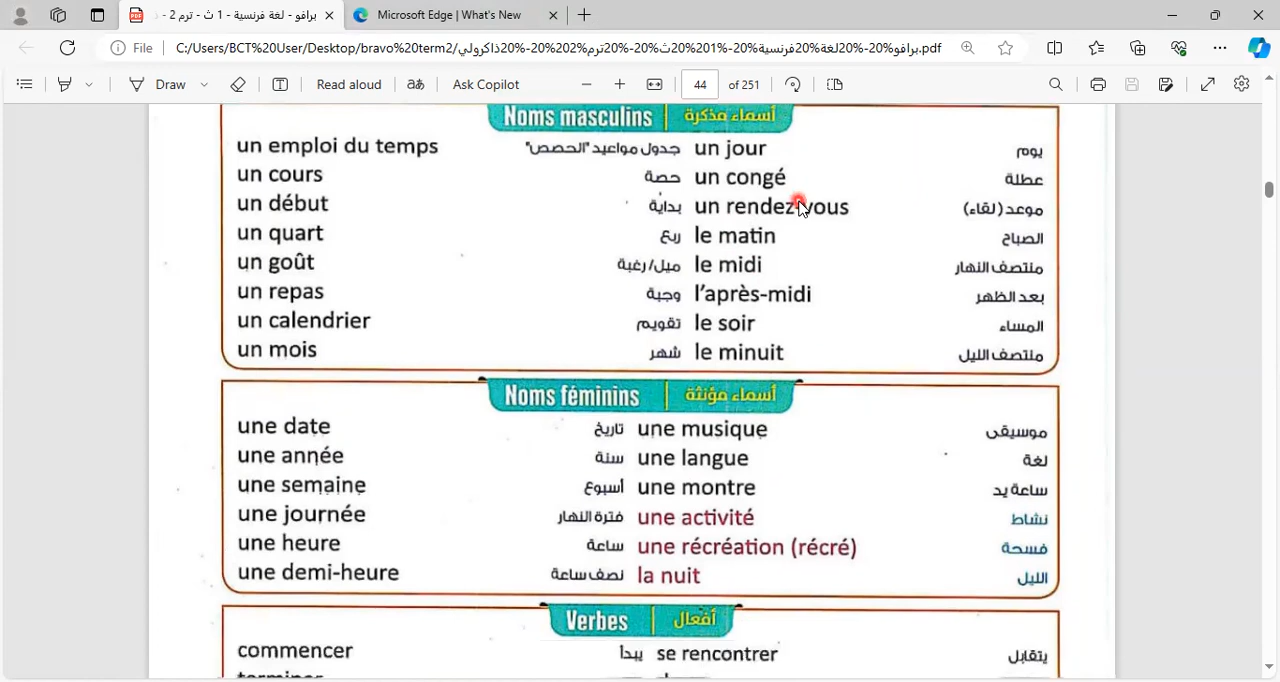 برافو - لغة فرنسية - 1 ث - ترم 2 -
Microsoft Edge | What's New
File C:/Users/BCT%20User/Desktop/bravo%20term2/برافو%20-%20لغة%20فرنسية%20-%201%20ث%20-%20ترم%202%20-%20ذاكرولي.pdf
Draw Read aloud aあ Ask Copilot 44 of 251
Noms masculins | أسماء مذكرة
un emploi du temps جدول مواعيد "الحصص" un jour يوم
un cours حصة un congé عطلة
un début بداية un rendez-vous موعد (لقاء)
un quart ربع le matin الصباح
un goût ميل/رغبة le midi منتصف النهار
un repas وجبة l'après-midi بعد الظهر
un calendrier تقويم le soir المساء
un mois شهر le minuit منتصف الليل
Noms féminins | أسماء مؤنثة
une date تاريخ une musique موسيقى
une année سنة une langue لغة
une semaine أسبوع une montre ساعة يد
une journée فترة النهار une activité نشاط
une heure ساعة une récréation (récré) فسحة
une demi-heure نصف ساعة la nuit الليل
Verbes | أفعال
commencer يبدأ se rencontrer يتقابل